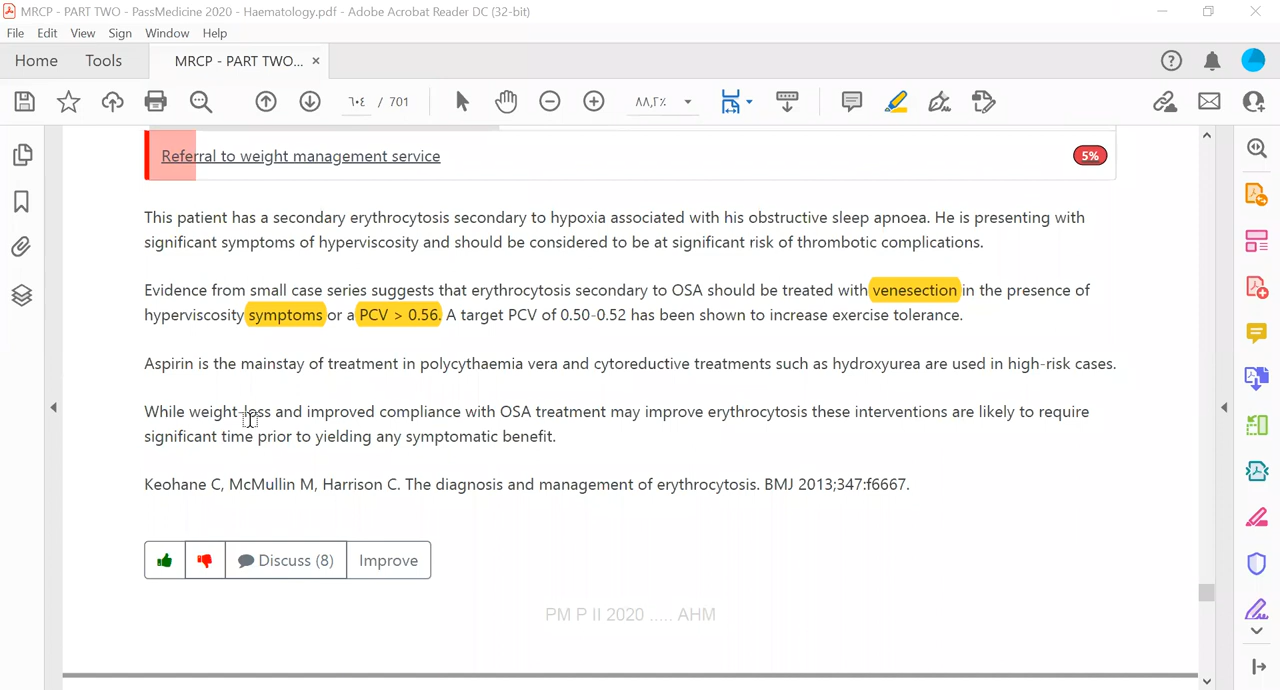 MRCP - PART TWO - PassMedicine 2020 - Haematology.pdf - Adobe Acrobat Reader DC (32-bit)
File Edit View Sign Window Help
Home Tools MRCP - PART TWO... ×
٦٠٤ / 701 ٨٨,٢٪
Referral to weight management service 5%
This patient has a secondary erythrocytosis secondary to hypoxia associated with his obstructive sleep apnoea. He is presenting with
significant symptoms of hyperviscosity and should be considered to be at significant risk of thrombotic complications.
Evidence from small case series suggests that erythrocytosis secondary to OSA should be treated with venesection in the presence of
hyperviscosity symptoms or a PCV > 0.56. A target PCV of 0.50-0.52 has been shown to increase exercise tolerance.
Aspirin is the mainstay of treatment in polycythaemia vera and cytoreductive treatments such as hydroxyurea are used in high-risk cases.
While weight-loss and improved compliance with OSA treatment may improve erythrocytosis these interventions are likely to require
significant time prior to yielding any symptomatic benefit.
Keohane C, McMullin M, Harrison C. The diagnosis and management of erythrocytosis. BMJ 2013;347:f6667.
Discuss (8) Improve
PM P II 2020 ..... AHM